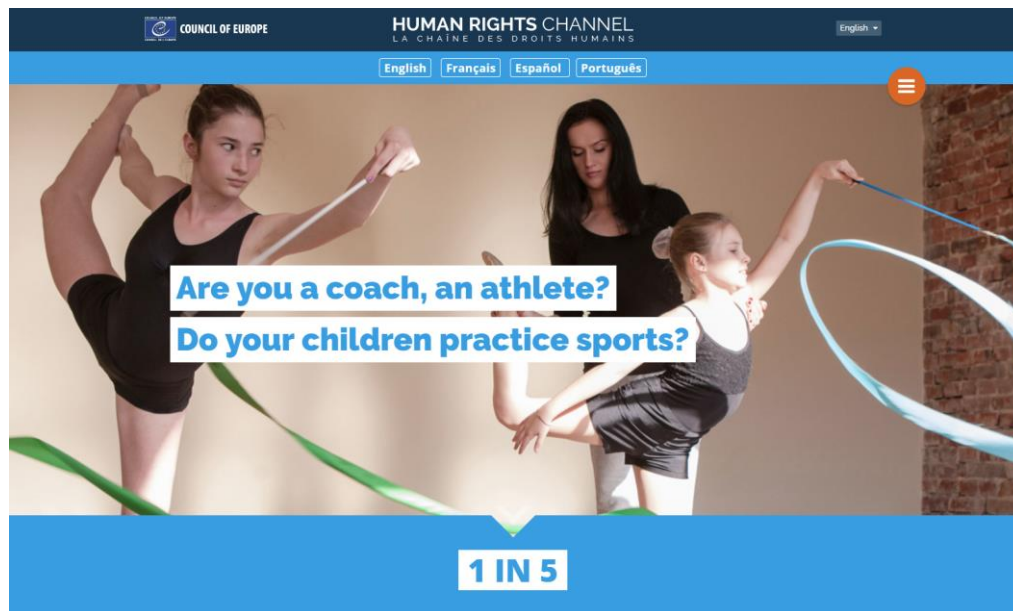 COUNCIL OF EUROPE
HUMAN RIGHTS CHANNEL
LA CHAÎNE DES DROITS HUMAINS
English
English Français Español Português
Are you a coach, an athlete?
Do your children practice sports?
1 IN 5